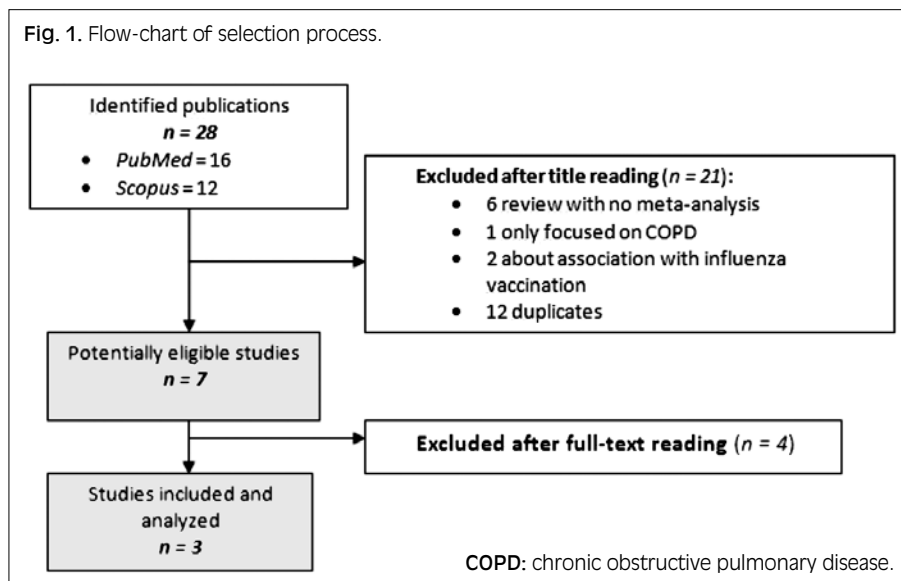 Fig. 1. Flow-chart of selection process.
Identified publications
n = 28
• PubMed = 16
• Scopus = 12
Excluded after title reading (n = 21):
• 6 review with no meta-analysis
• 1 only focused on COPD
• 2 about association with influenza
vaccination
• 12 duplicates
Potentially eligible studies
n = 7
Excluded after full-text reading (n = 4)
Studies included and
analyzed
n = 3
COPD: chronic obstructive pulmonary disease.